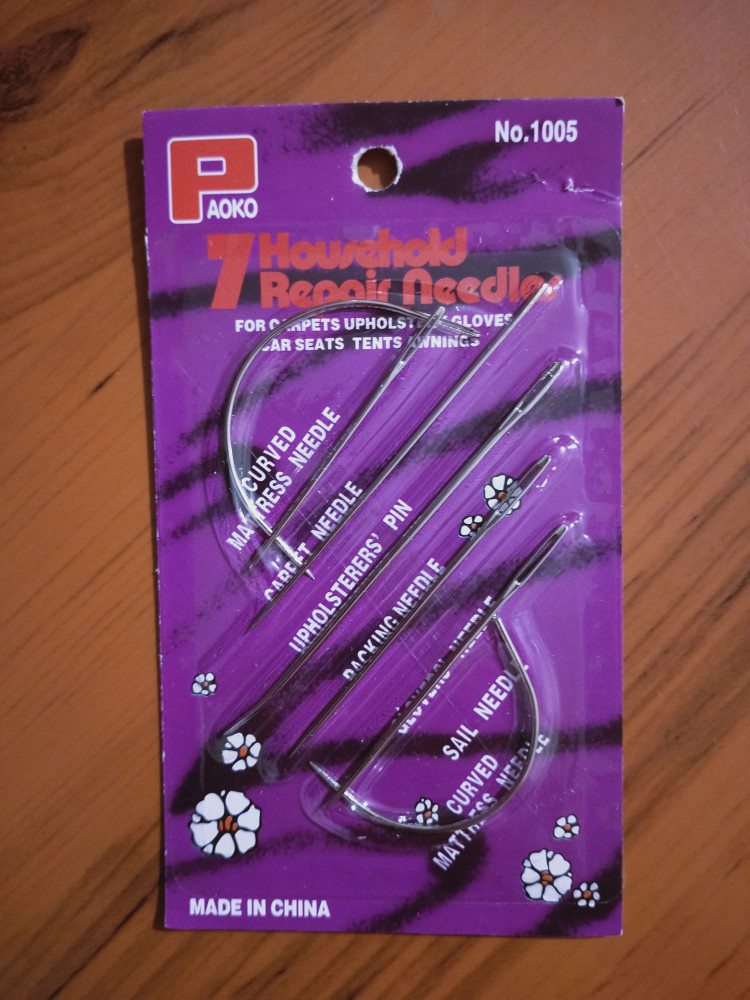 No.1005
P
AOKO
7 Household
Repair Needles
FOR CARPETS UPHOLSTERY GLOVES
CAR SEATS TENTS AWNINGS
CURVED
MATTRESS NEEDLE
CARPET NEEDLE
UPHOLSTERERS' PIN
PACKING NEEDLE
GLOVERS NEEDLE
SAIL NEEDLE
CURVED
MATTRESS NEEDLE
MADE IN CHINA